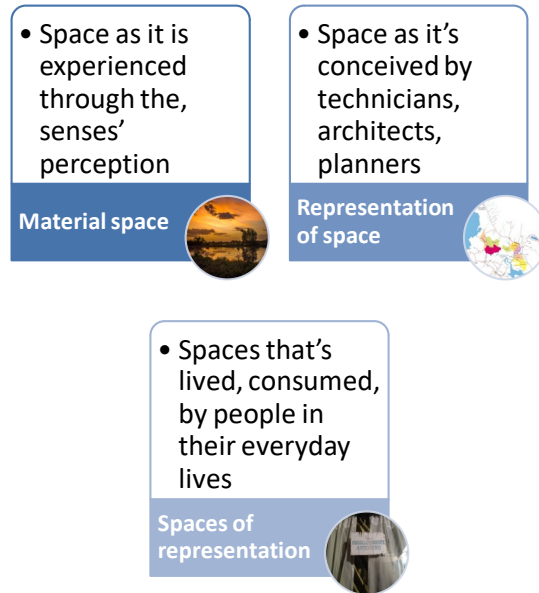 • Space as it is
experienced
through the,
senses’
perception
Material space
• Space as it’s
conceived by
technicians,
architects,
planners
Representation
of space
• Spaces that’s
lived, consumed,
by people in
their everyday
lives
Spaces of
representation